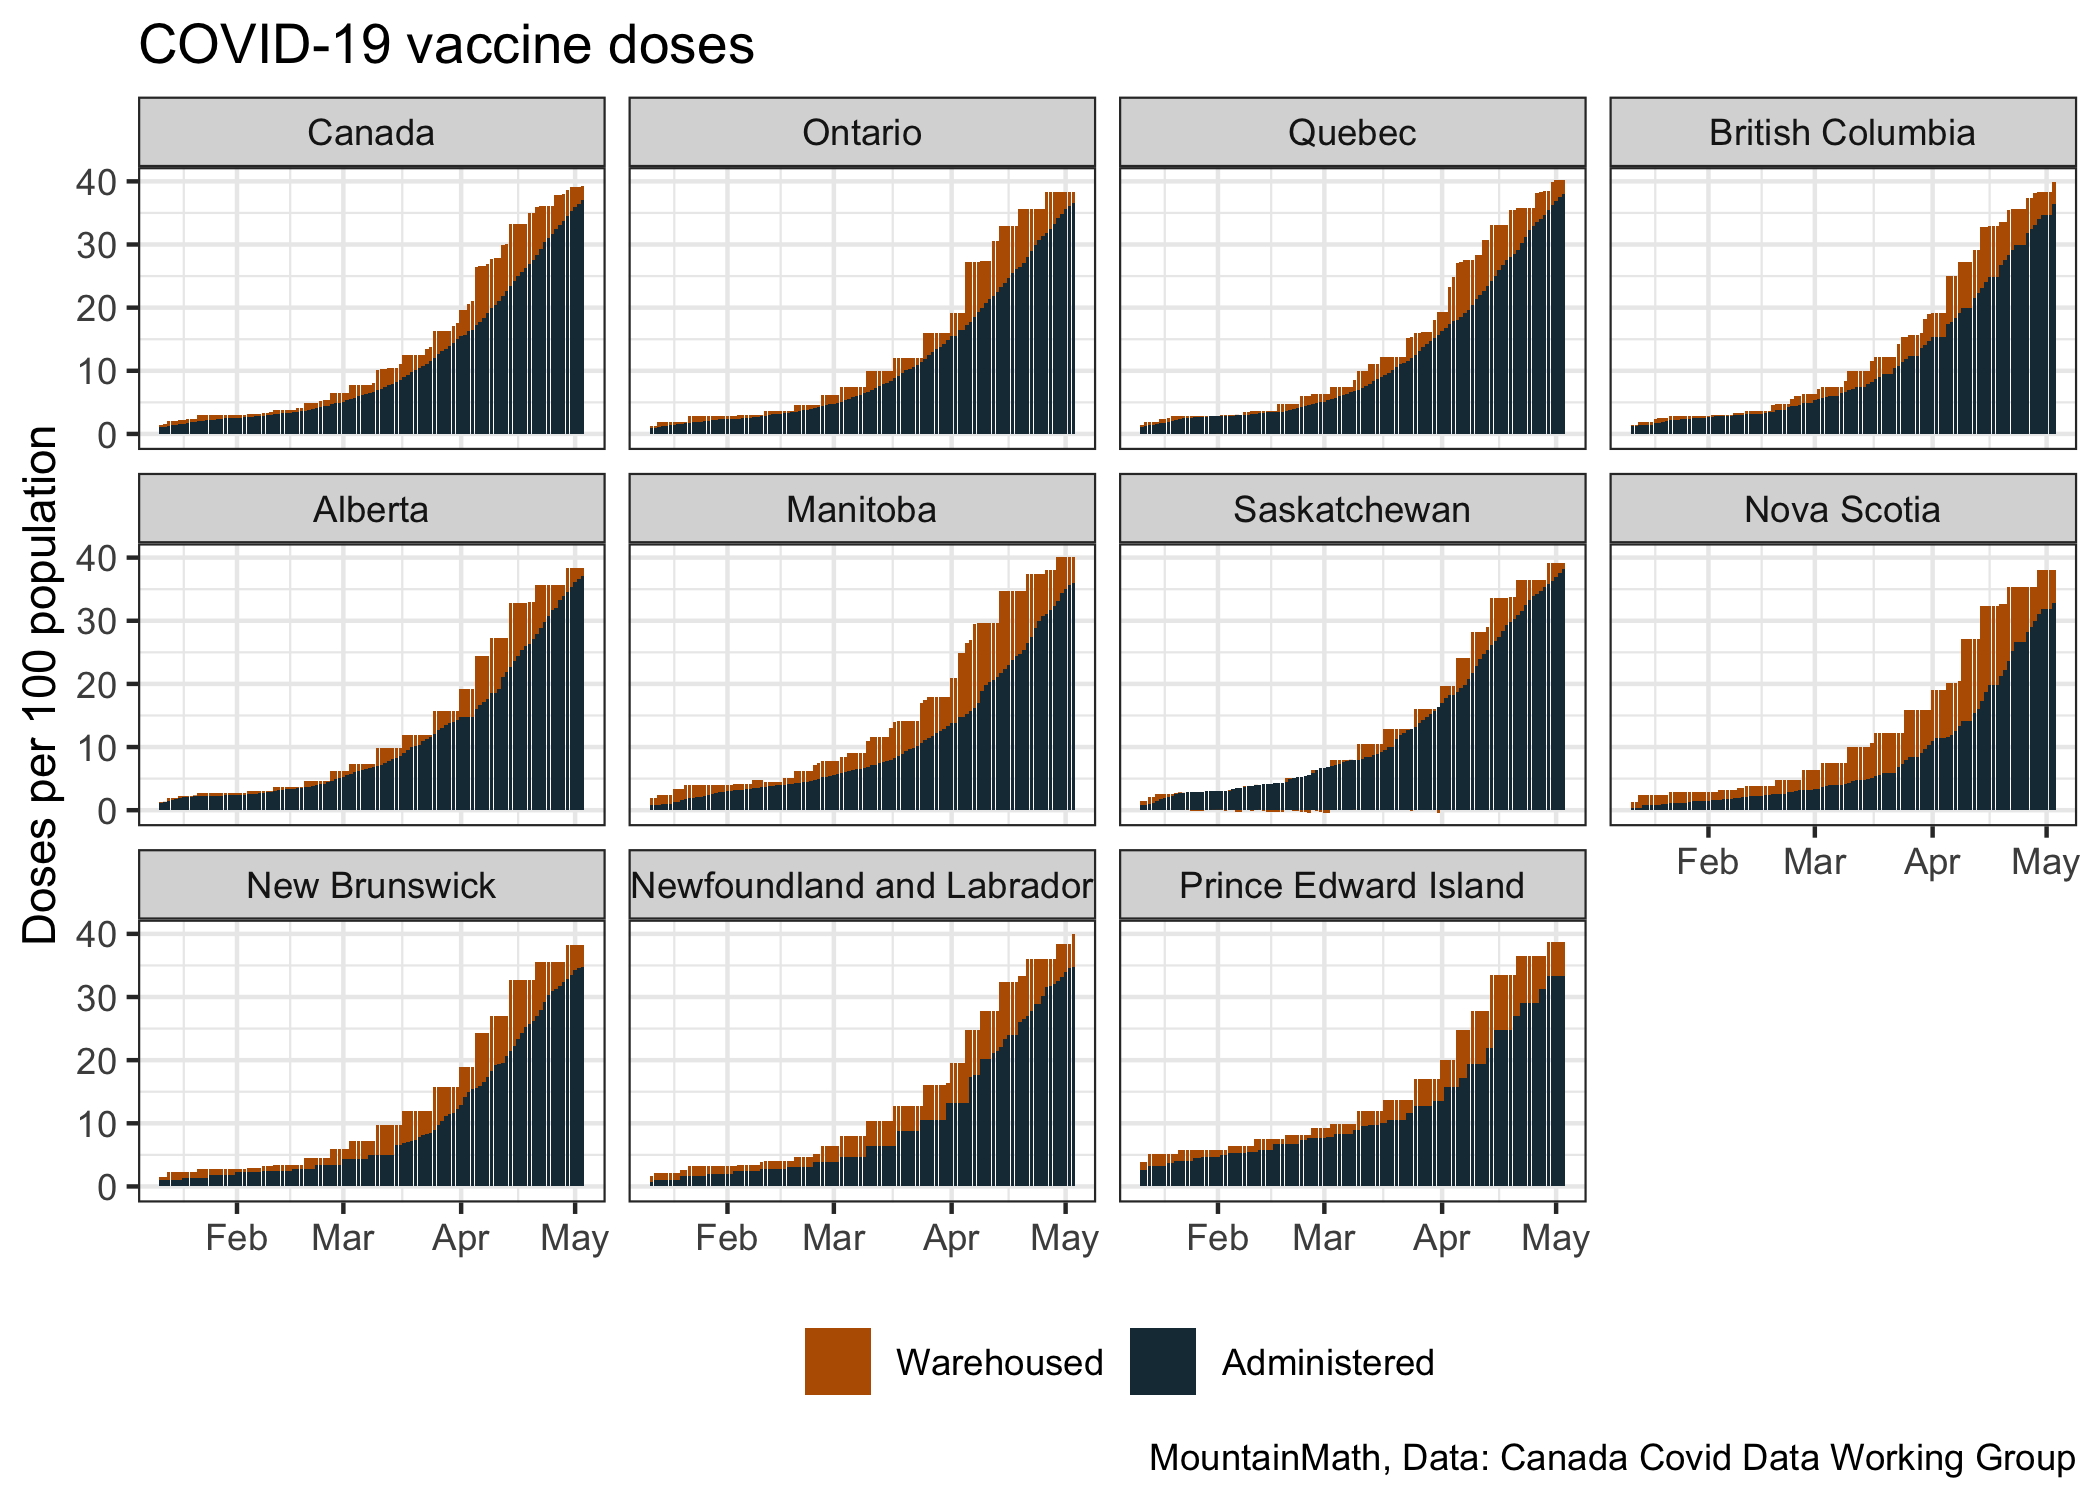 COVID-19 vaccine doses
Canada
Ontario
Quebec
British Columbia
40
30
20
10
0
Alberta
Manitoba
Saskatchewan
Nova Scotia
40
30
20
10
0
Feb Mar Apr May
New Brunswick
Newfoundland and Labrador
Prince Edward Island
40
30
20
10
0
Feb Mar Apr May
Feb Mar Apr May
Feb Mar Apr May
Doses per 100 population
Warehoused
Administered
MountainMath, Data: Canada Covid Data Working Group